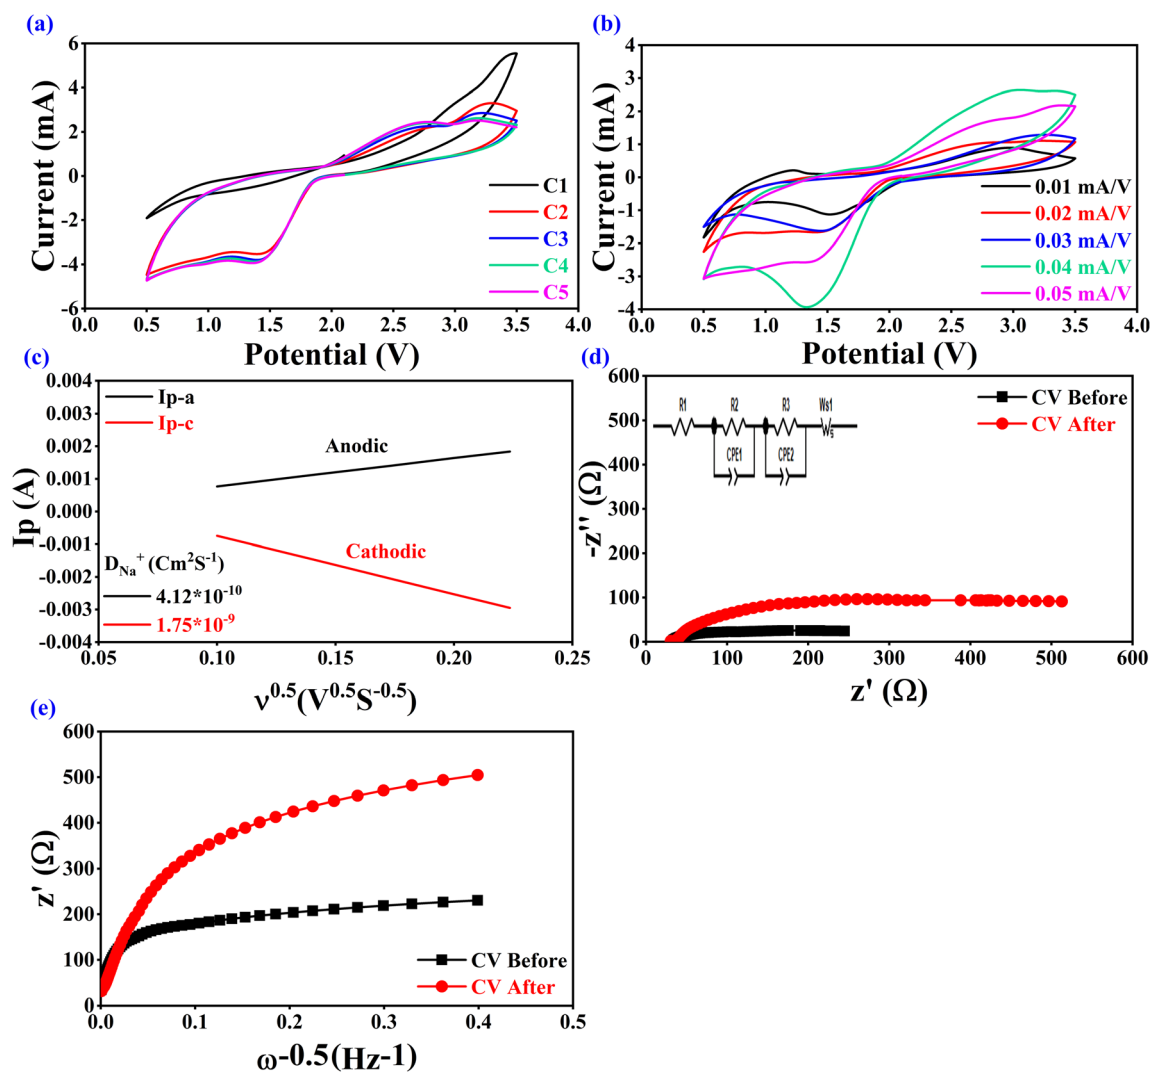 (a)
Current (mA)
6
4
2
0
-2
-4
-6
0.0 0.5 1.0 1.5 2.0 2.5 3.0 3.5 4.0
Potential (V)
C1
C2
C3
C4
C5
(b)
Current (mA)
4
3
2
1
0
-1
-2
-3
-4
0.0 0.5 1.0 1.5 2.0 2.5 3.0 3.5 4.0
Potential (V)
0.01 mA/V
0.02 mA/V
0.03 mA/V
0.04 mA/V
0.05 mA/V
(c)
Ip (A)
0.004
0.003
0.002
0.001
0.000
-0.001
-0.002
-0.003
-0.004
0.05 0.10 0.15 0.20 0.25
ν^0.5(V^0.5S^-0.5)
Ip-a
Ip-c
Anodic
Cathodic
D_Na^+ (Cm²S⁻¹)
4.12*10⁻¹⁰
1.75*10⁻⁹
(d)
-z'' (Ω)
600
500
400
300
200
100
0
0 100 200 300 400 500 600
z' (Ω)
CV Before
CV After
R1 R2 R3 Ws1
CPE1 CPE2
(e)
z' (Ω)
600
500
400
300
200
100
0
0.0 0.1 0.2 0.3 0.4 0.5
ω-0.5(Hz-1)
CV Before
CV After